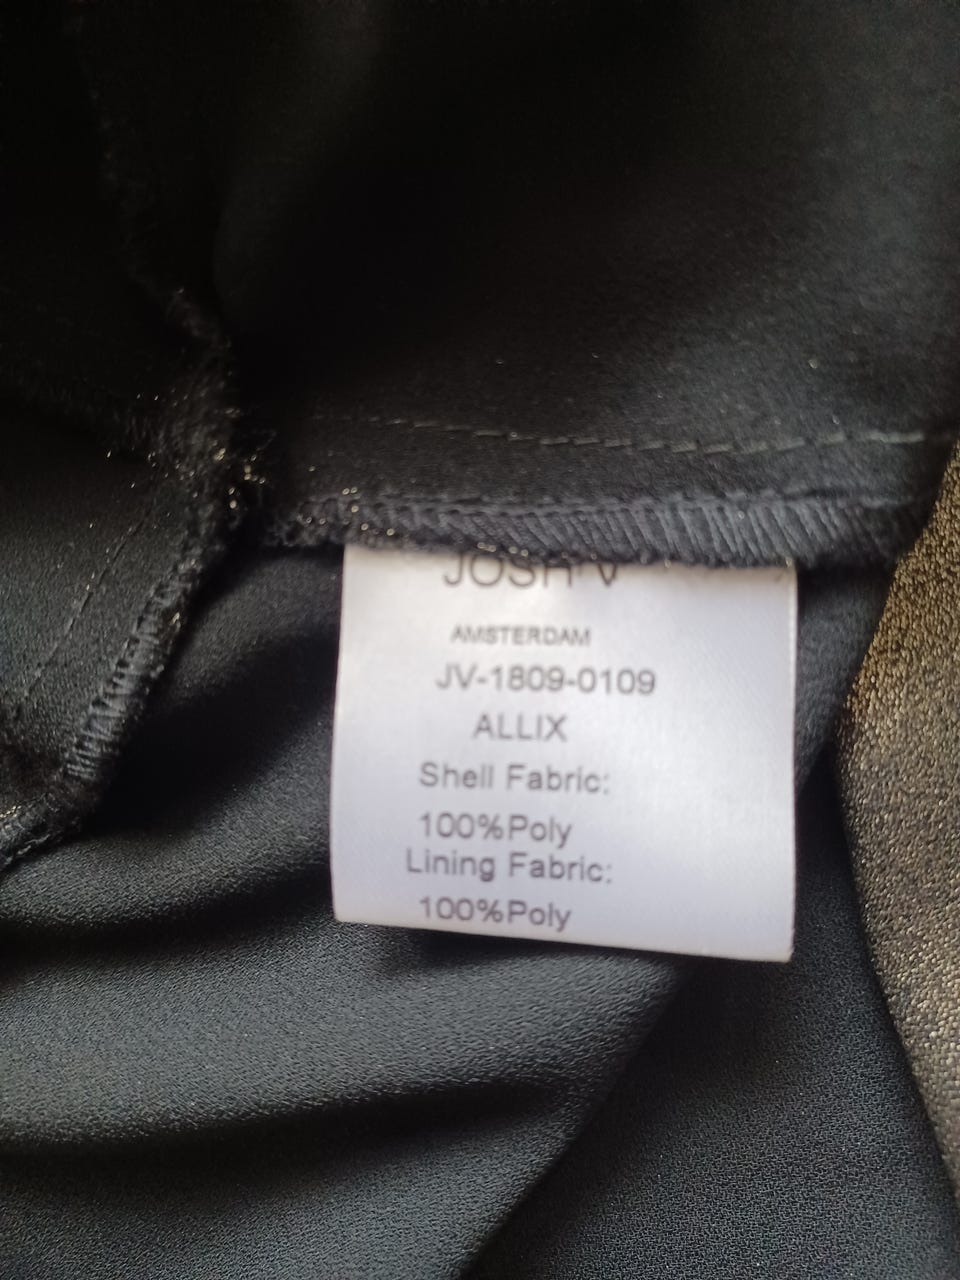 JOSH V
AMSTERDAM
JV-1809-0109
ALLIX
Shell Fabric:
100%Poly
Lining Fabric:
100%Poly